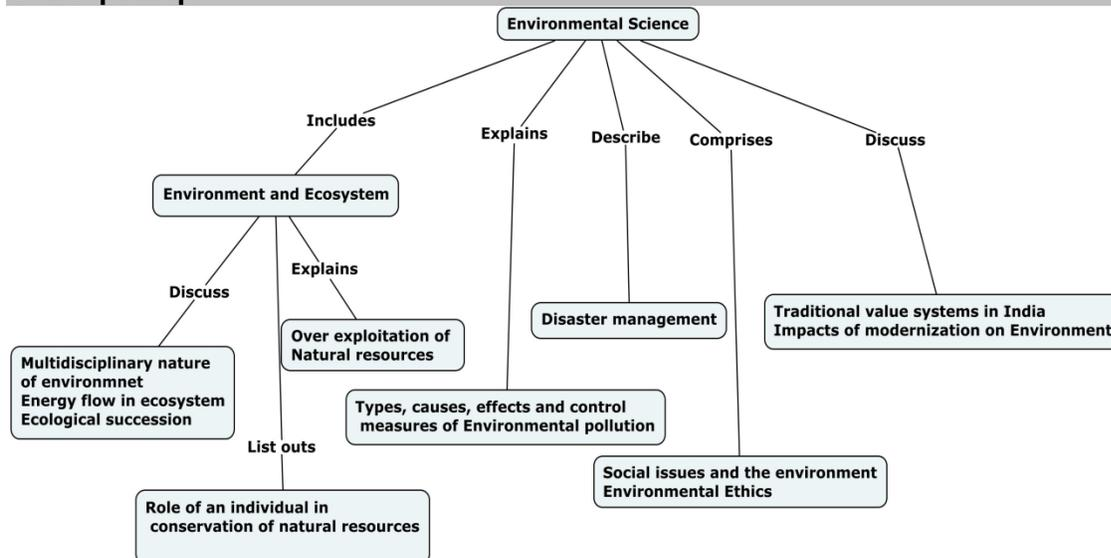 Environmental Science
Includes
Explains
Describe
Comprises
Discuss
Environment and Ecosystem
Discuss
Explains
Multidisciplinary nature
of environmnet
Energy flow in ecosystem
Ecological succession
Over exploitation of
Natural resources
Disaster management
Traditional value systems in India
Impacts of modernization on Environment
Types, causes, effects and control
measures of Environmental pollution
List outs
Social issues and the environment
Environmental Ethics
Role of an individual in
conservation of natural resources